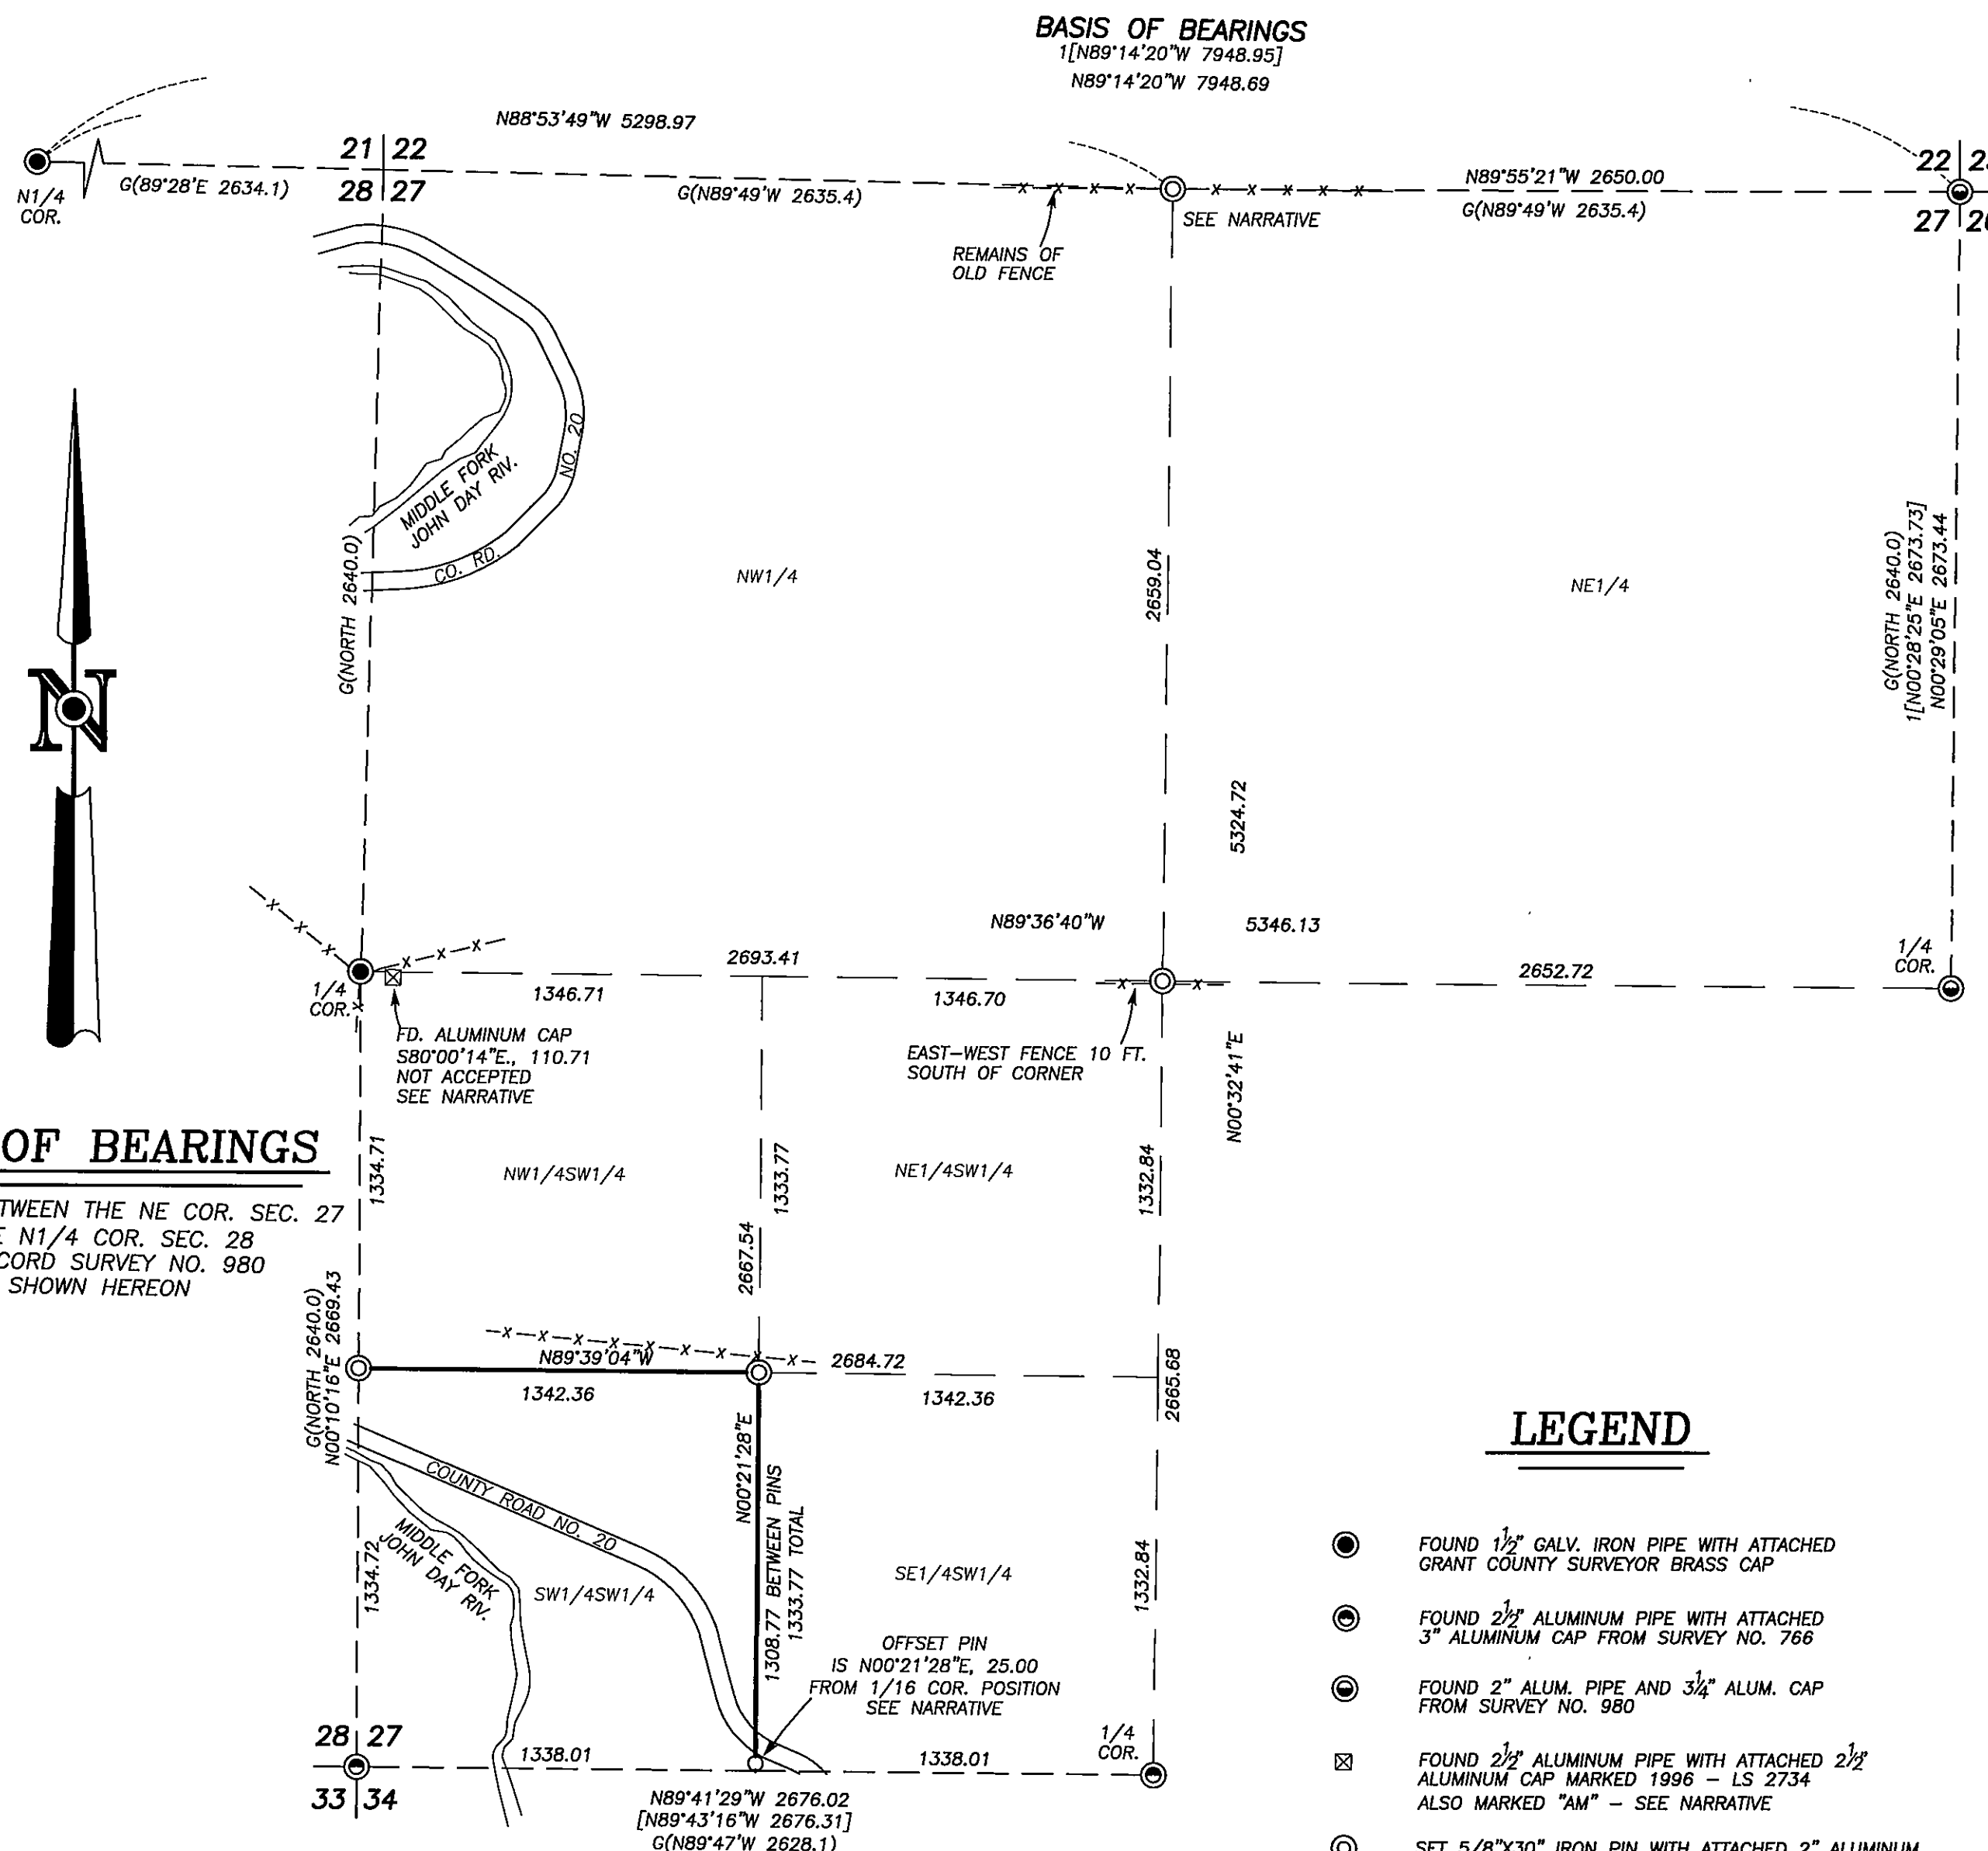 BASIS OF BEARINGS
1[N89°14'20"W 7948.95]
N89°14'20"W 7948.69
N88°53'49"W 5298.97
21 22
28 27
N1/4
COR.
G(89°28'E 2634.1)
G(N89°49'W 2635.4)
N89°55'21"W 2650.00
G(N89°49'W 2635.4)
22
27
SEE NARRATIVE
REMAINS OF
OLD FENCE
MIDDLE FORK
JOHN DAY RIV.
CO. RD.
NO. 20
G(NORTH 2640.0)
NW1/4
2659.04
NE1/4
G(NORTH 2640.0)
1[N00°28'25"E 2673.73]
N00°29'05"E 2673.44
N
5324.72
N89°36'40"W
5346.13
1/4
COR.
2693.41
2652.72
1346.71
1346.70
1/4
COR.
FD. ALUMINUM CAP
S80°00'14"E., 110.71
NOT ACCEPTED
SEE NARRATIVE
EAST-WEST FENCE 10 FT.
SOUTH OF CORNER
N00°32'41"E
OF BEARINGS
TWEEN THE NE COR. SEC. 27
E N1/4 COR. SEC. 28
CORD SURVEY NO. 980
SHOWN HEREON
1334.71
NW1/4SW1/4
1333.77
NE1/4SW1/4
1332.84
2667.54
G(NORTH 2640.0)
N00°10'16"E 2669.43
N89°39'04"W
2684.72
1342.36
1342.36
2665.68
N00°21'28"E
1308.77 BETWEEN PINS
1333.77 TOTAL
COUNTY ROAD NO. 20
MIDDLE FORK
JOHN DAY RIV.
1334.72
SW1/4SW1/4
SE1/4SW1/4
1332.84
OFFSET PIN
IS N00°21'28"E, 25.00
FROM 1/16 COR. POSITION
SEE NARRATIVE
28 27
33 34
1338.01
1338.01
1/4
COR.
N89°41'29"W 2676.02
[N89°43'16"W 2676.31]
G(N89°47'W 2628.1)
LEGEND
FOUND 1½" GALV. IRON PIPE WITH ATTACHED
GRANT COUNTY SURVEYOR BRASS CAP
FOUND 2½" ALUMINUM PIPE WITH ATTACHED
3" ALUMINUM CAP FROM SURVEY NO. 766
FOUND 2" ALUM. PIPE AND 3¼" ALUM. CAP
FROM SURVEY NO. 980
FOUND 2½" ALUMINUM PIPE WITH ATTACHED 2½"
ALUMINUM CAP MARKED 1996 - LS 2734
ALSO MARKED "AM" - SEE NARRATIVE
SET 5/8"X30" IRON PIN WITH ATTACHED 2" ALUMINUM